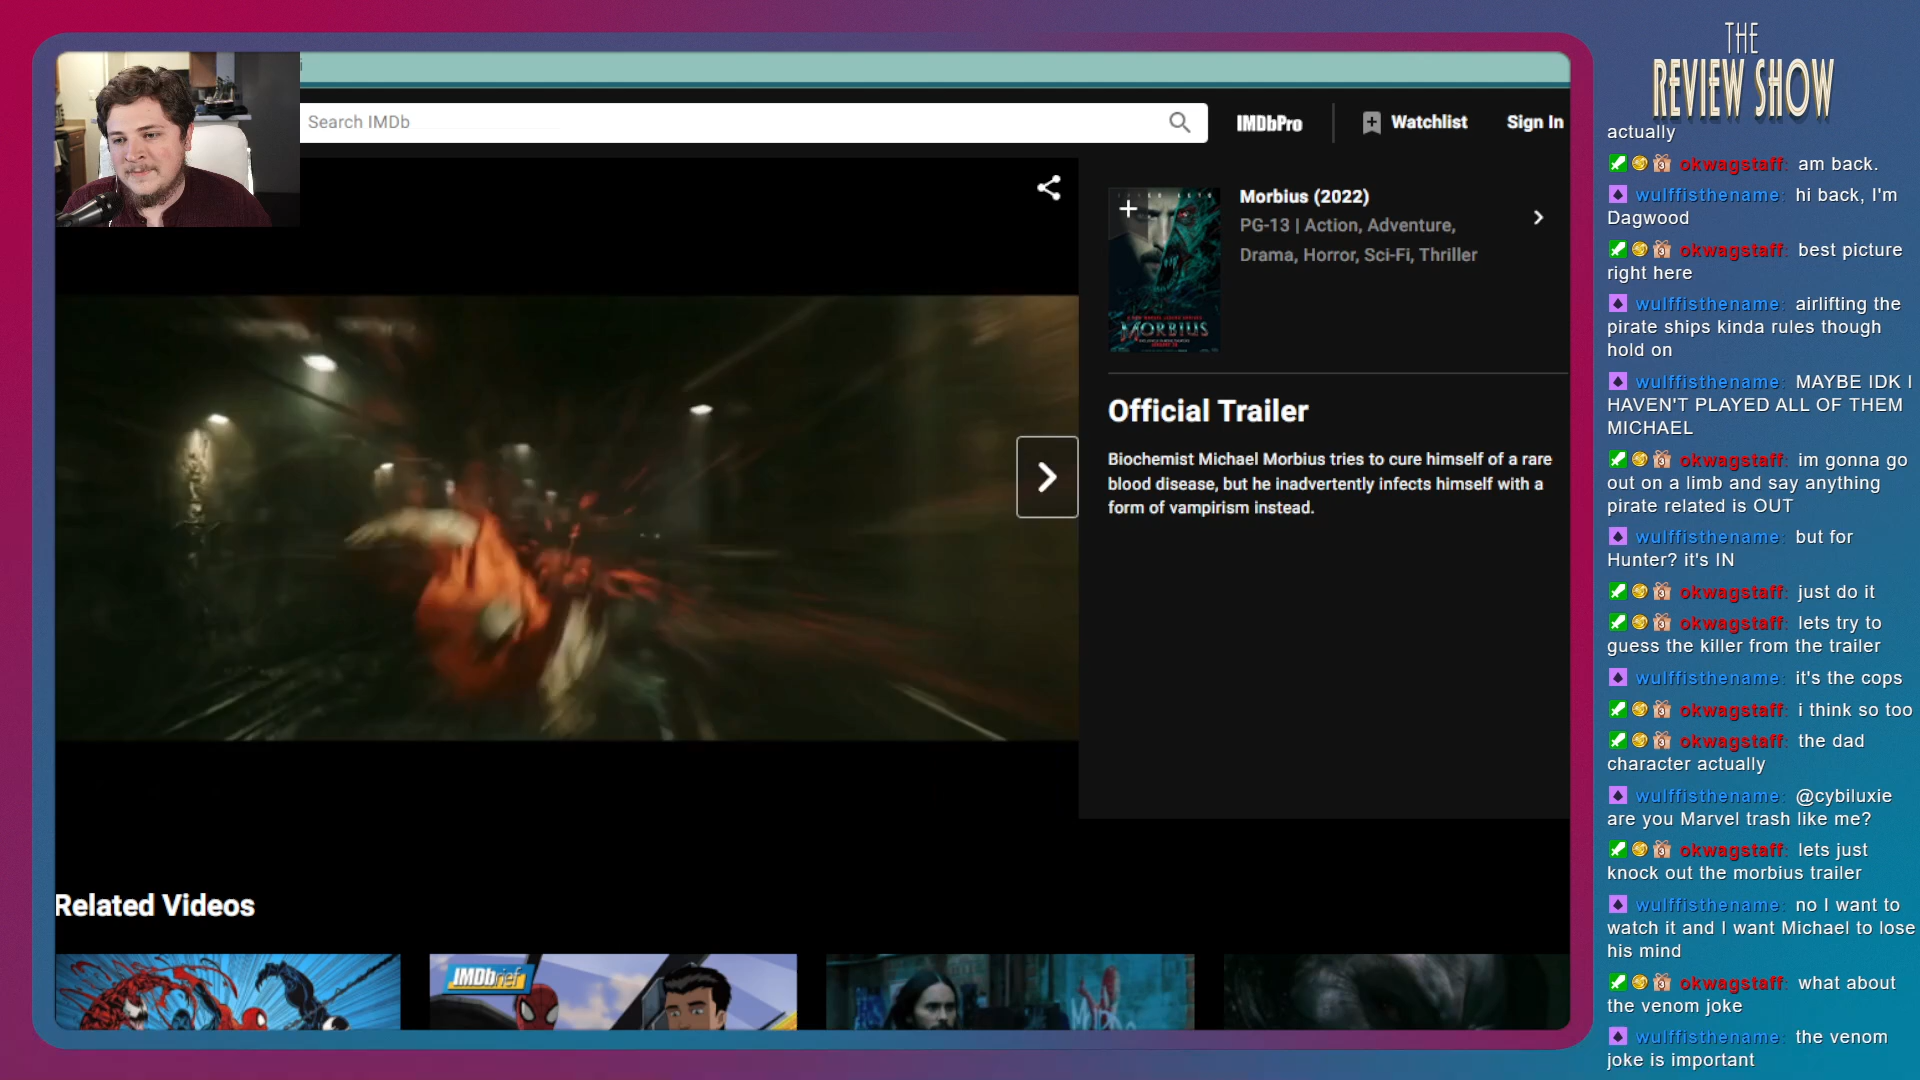 THE
REVIEW SHOW
Search IMDb
IMDbPro
Watchlist
Sign In
Morbius (2022)
PG-13 | Action, Adventure,
Drama, Horror, Sci-Fi, Thriller
MORBIUS
Official Trailer
Biochemist Michael Morbius tries to cure himself of a rare
blood disease, but he inadvertently infects himself with a
form of vampirism instead.
Related Videos
IMDbrief
actually
okwagstaff: am back.
wulffisthename: hi back, I'm
Dagwood
okwagstaff: best picture
right here
wulffisthename: airlifting the
pirate ships kinda rules though
hold on
wulffisthename: MAYBE IDK I
HAVEN'T PLAYED ALL OF THEM
MICHAEL
okwagstaff: im gonna go
out on a limb and say anything
pirate related is OUT
wulffisthename: but for
Hunter? it's IN
okwagstaff: just do it
okwagstaff: lets try to
guess the killer from the trailer
wulffisthename: it's the cops
okwagstaff: i think so too
okwagstaff: the dad
character actually
wulffisthename: @cybiluxie
are you Marvel trash like me?
okwagstaff: lets just
knock out the morbius trailer
wulffisthename: no I want to
watch it and I want Michael to lose
his mind
okwagstaff: what about
the venom joke
wulffisthename: the venom
joke is important